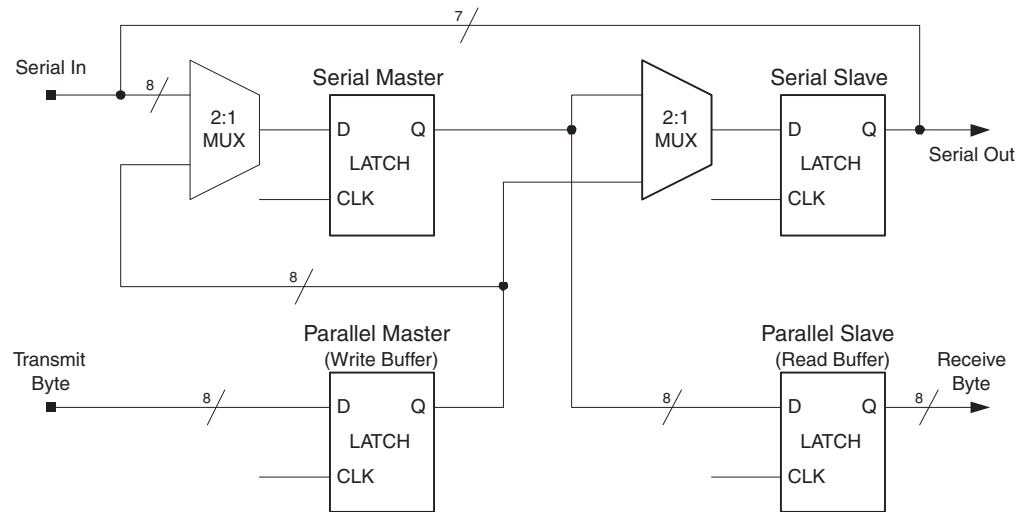 7
Serial In
8
2:1
MUX
Serial Master
D Q
LATCH
CLK
2:1
MUX
Serial Slave
D Q
LATCH
CLK
Serial Out
8
Parallel Master
(Write Buffer)
Transmit
Byte
8
D Q
LATCH
CLK
Parallel Slave
(Read Buffer)
8
D Q
LATCH
CLK
Receive
Byte
8